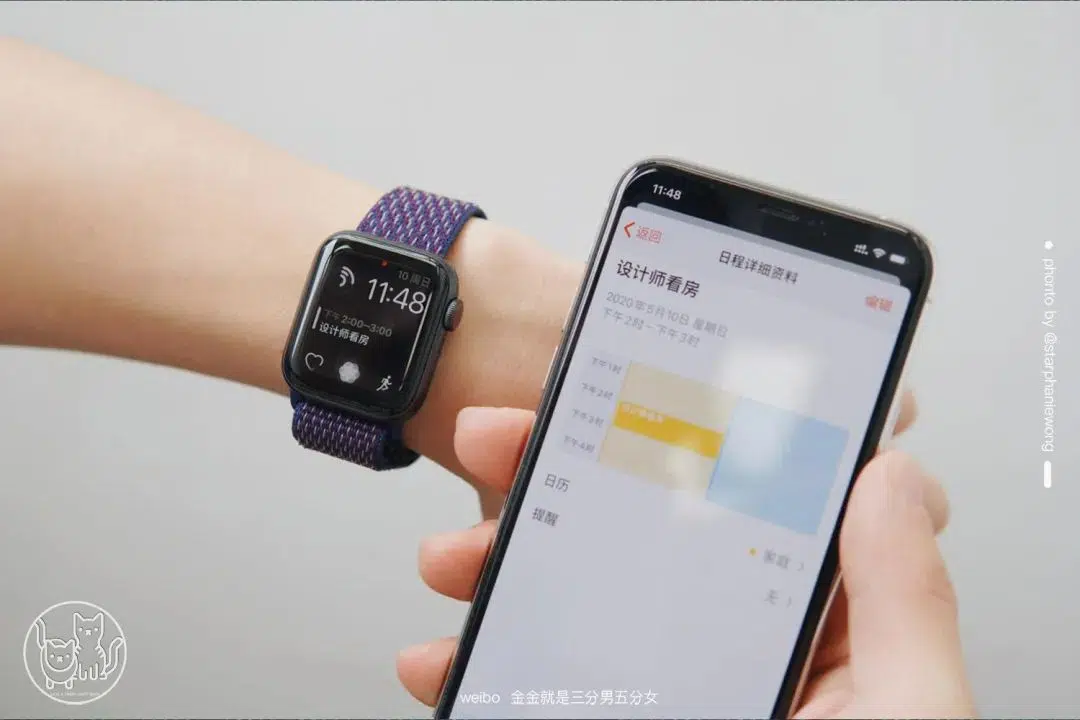 10 周日
11:48
下午 2:00–3:00
设计师看房
11:48
返回
日程详细资料
编辑
设计师看房
2020年5月10日 星期日
下午2时 – 下午3时
下午1时
下午2时
下午3时
下午4时
日历
家庭
提醒
无
photo by @starphaniewong
weibo 金金就是三分男五分女